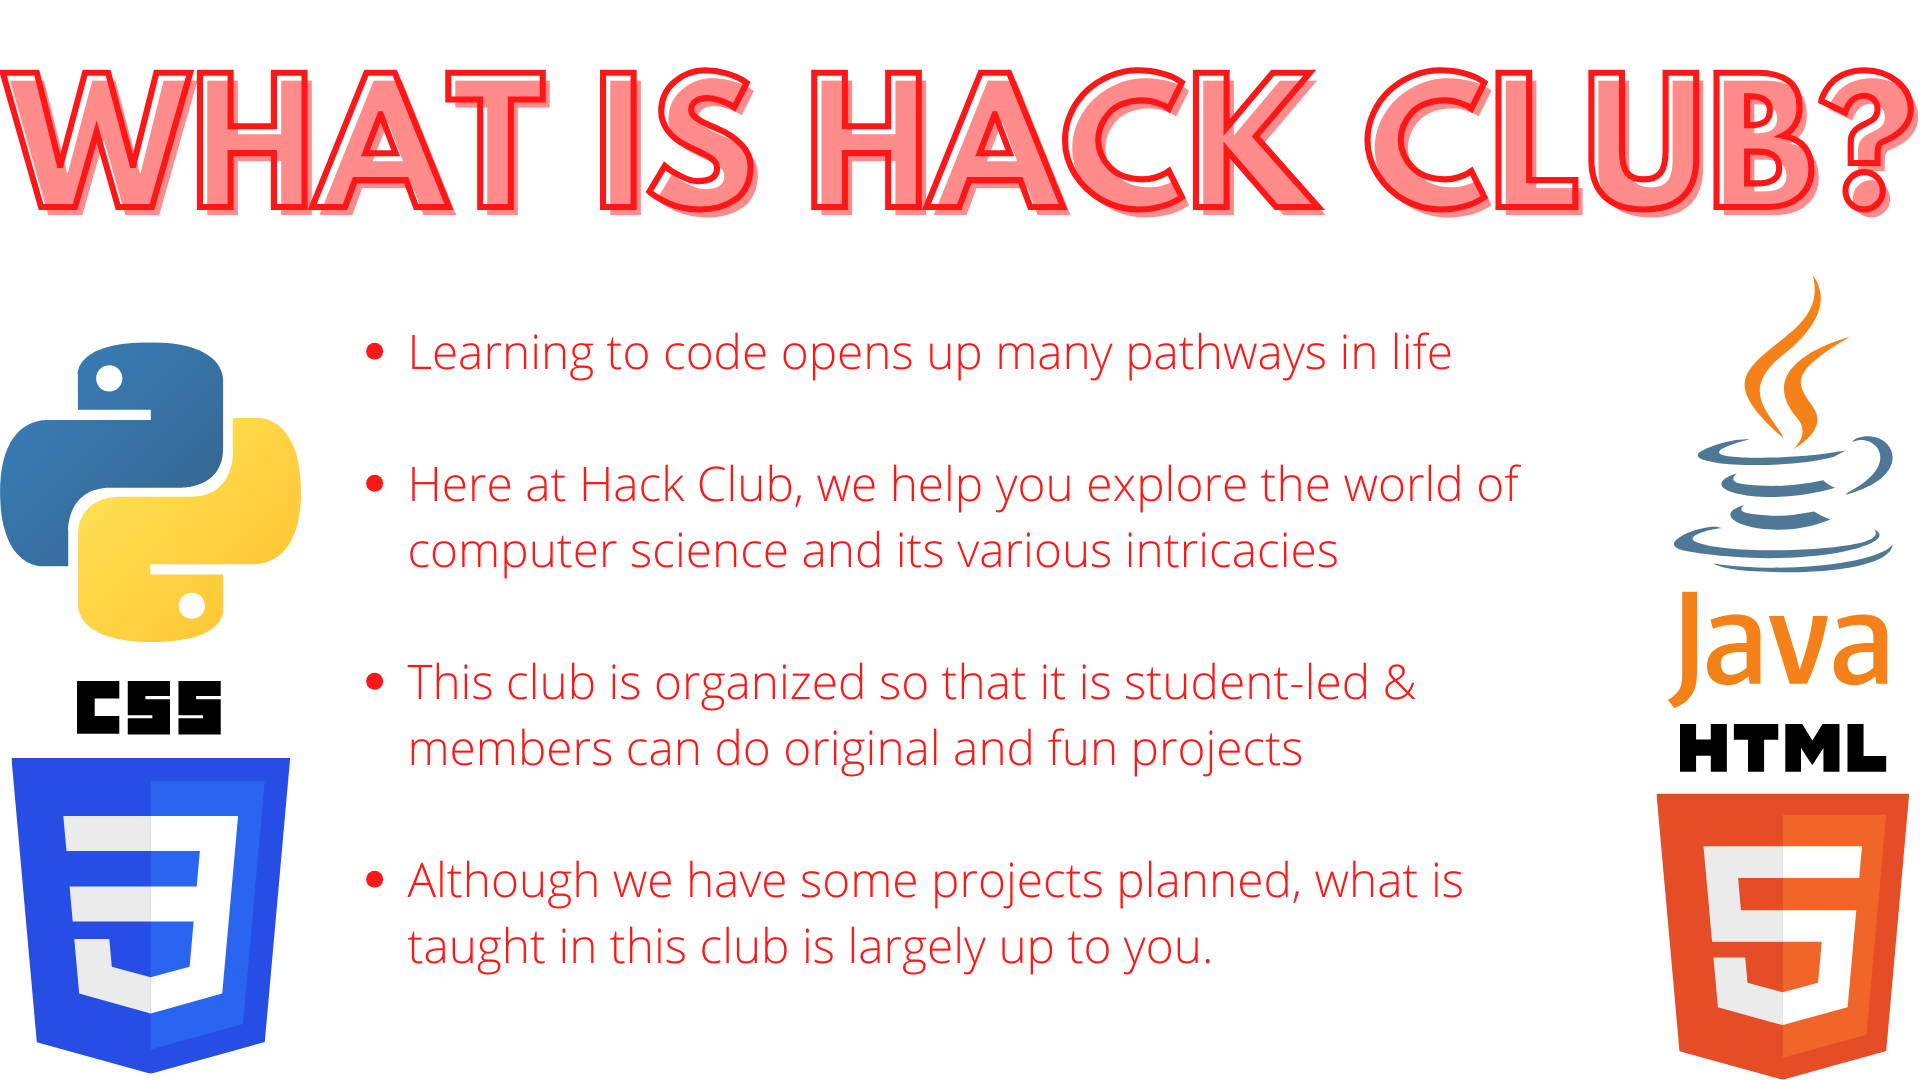 WHAT IS HACK CLUB?
• Learning to code opens up many pathways in life
• Here at Hack Club, we help you explore the world of
computer science and its various intricacies
• This club is organized so that it is student-led &
members can do original and fun projects
• Although we have some projects planned, what is
taught in this club is largely up to you.
CSS
3
Java
HTML
5